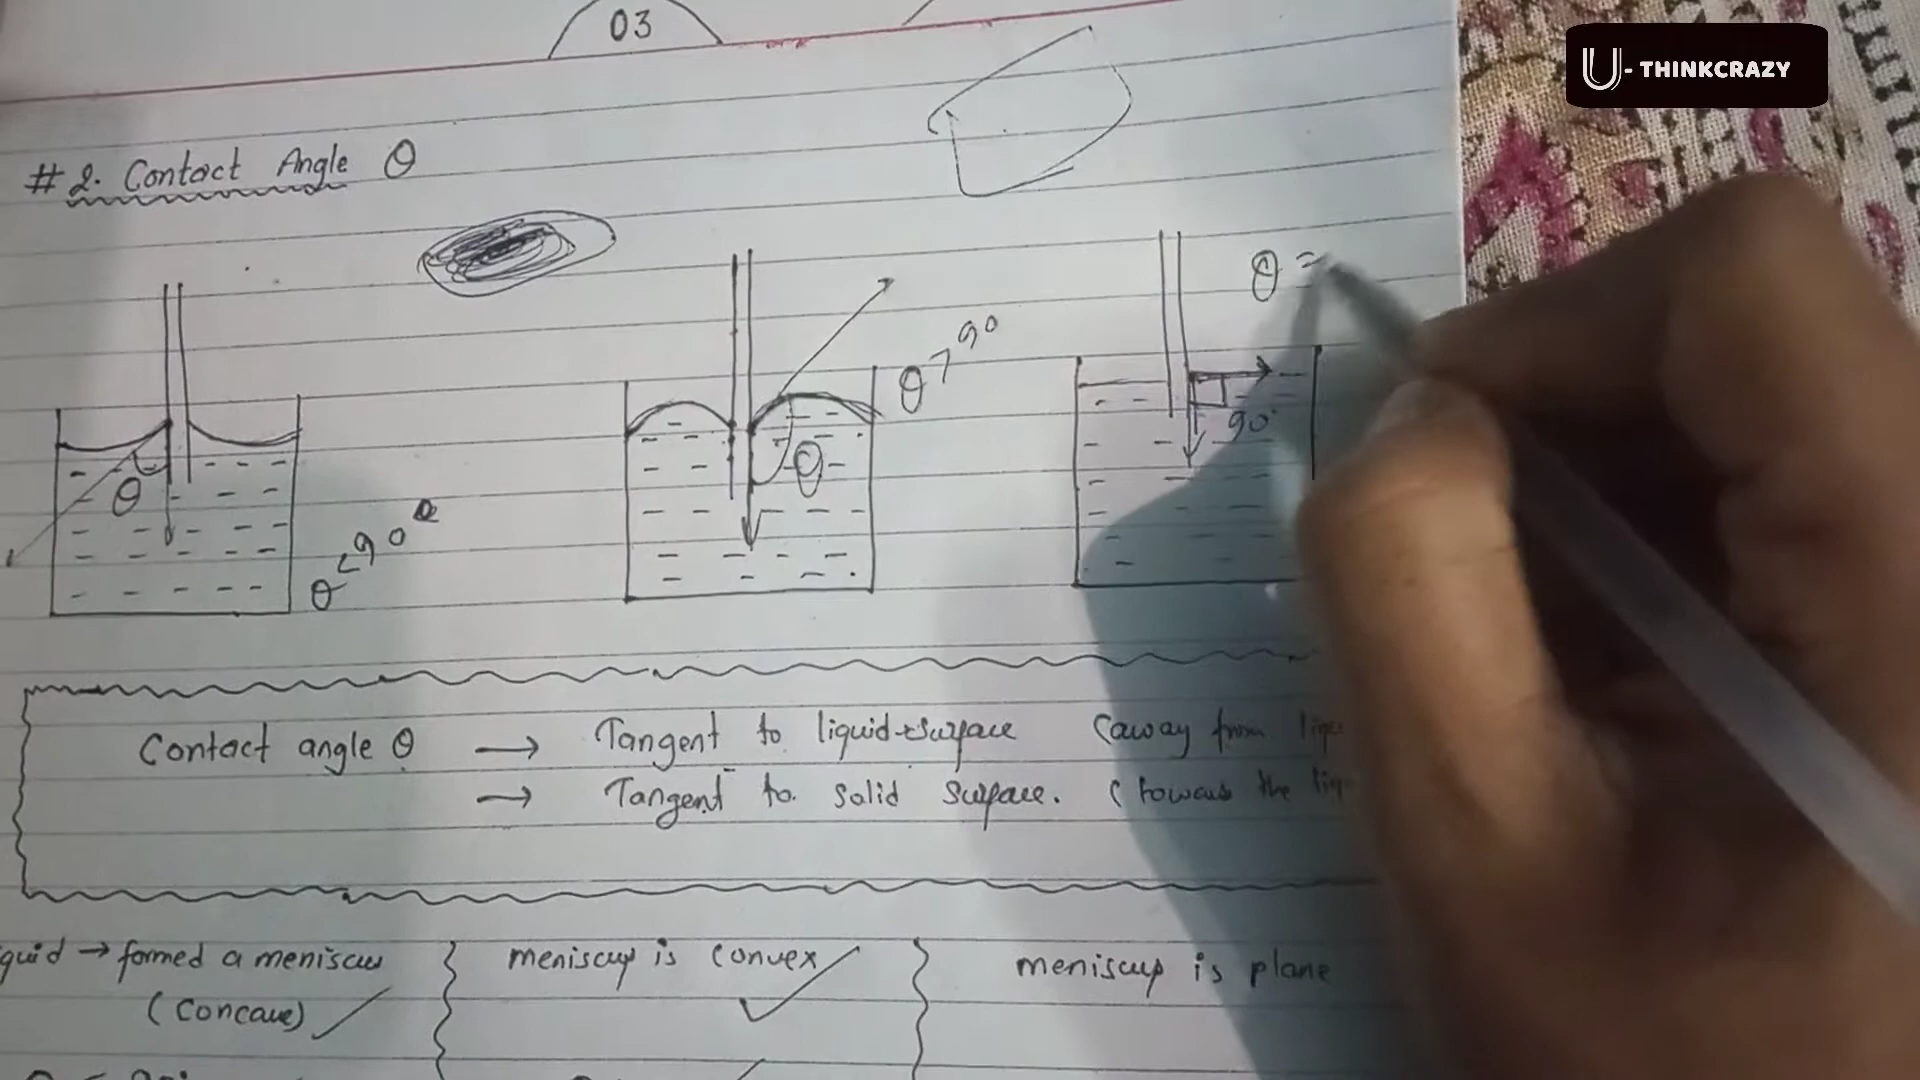 03
U - THINKCRAZY
# 2. Contact Angle θ
θ =
θ > 90
90°
θ
θ
θ < 90°
Contact angle θ → Tangent to liquid surface (away from
→ Tangent to solid surface. (towards the
→ formed a meniscus
(Concave)
meniscus is convex
meniscus is plane